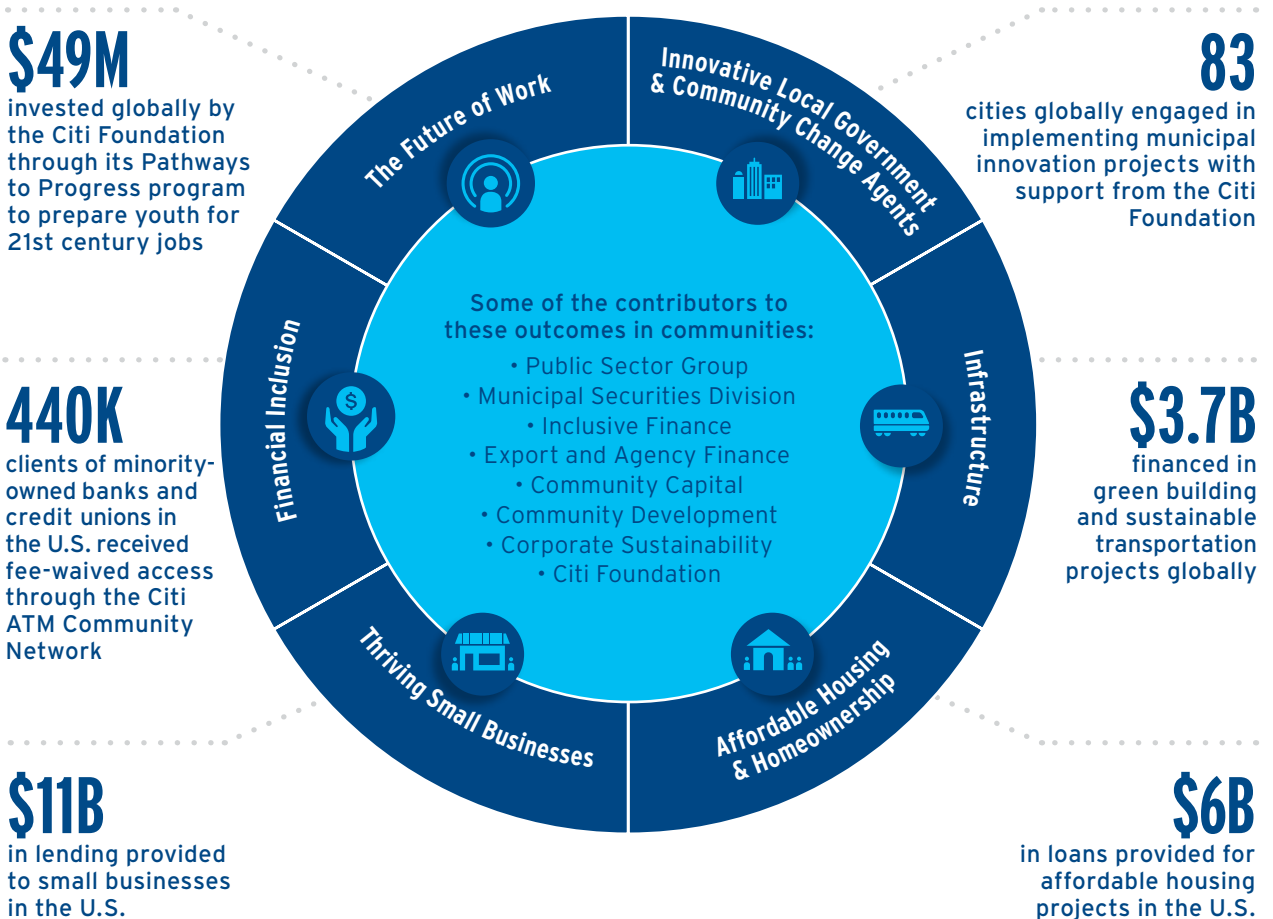 $49M
invested globally by
the Citi Foundation
through its Pathways
to Progress program
to prepare youth for
21st century jobs
The Future of Work
Innovative Local Government
& Community Change Agents
83
cities globally engaged in
implementing municipal
innovation projects with
support from the Citi
Foundation
440K
clients of minority-
owned banks and
credit unions in
the U.S. received
fee-waived access
through the Citi
ATM Community
Network
Financial Inclusion
$
Some of the contributors to
these outcomes in communities:
• Public Sector Group
• Municipal Securities Division
• Inclusive Finance
• Export and Agency Finance
• Community Capital
• Community Development
• Corporate Sustainability
• Citi Foundation
Infrastructure
$3.7B
financed in
green building
and sustainable
transportation
projects globally
$11B
in lending provided
to small businesses
in the U.S.
Thriving Small Businesses
Affordable Housing
& Homeownership
$6B
in loans provided for
affordable housing
projects in the U.S.